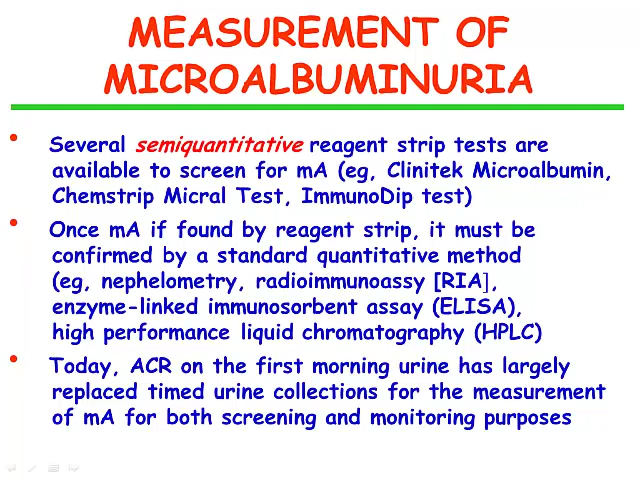 MEASUREMENT OF
MICROALBUMINURIA
• Several semiquantitative reagent strip tests are
available to screen for mA (eg, Clinitek Microalbumin,
Chemstrip Micral Test, ImmunoDip test)
• Once mA if found by reagent strip, it must be
confirmed by a standard quantitative method
(eg, nephelometry, radioimmunoassy [RIA],
enzyme-linked immunosorbent assay (ELISA),
high performance liquid chromatography (HPLC)
• Today, ACR on the first morning urine has largely
replaced timed urine collections for the measurement
of mA for both screening and monitoring purposes